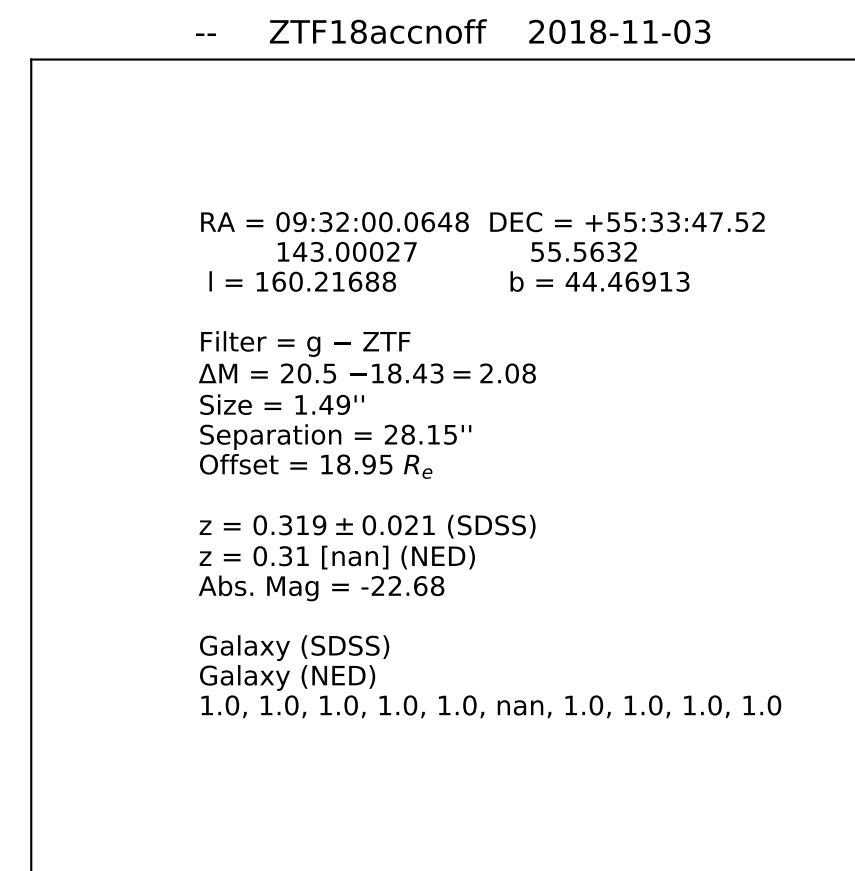 -- ZTF18accnoff 2018-11-03
RA = 09:32:00.0648 DEC = +55:33:47.52
143.00027 55.5632
l = 160.21688 b = 44.46913
Filter = g − ZTF
ΔM = 20.5 −18.43 = 2.08
Size = 1.49''
Separation = 28.15''
Offset = 18.95 Re
z = 0.319 ± 0.021 (SDSS)
z = 0.31 [nan] (NED)
Abs. Mag = -22.68
Galaxy (SDSS)
Galaxy (NED)
1.0, 1.0, 1.0, 1.0, 1.0, nan, 1.0, 1.0, 1.0, 1.0